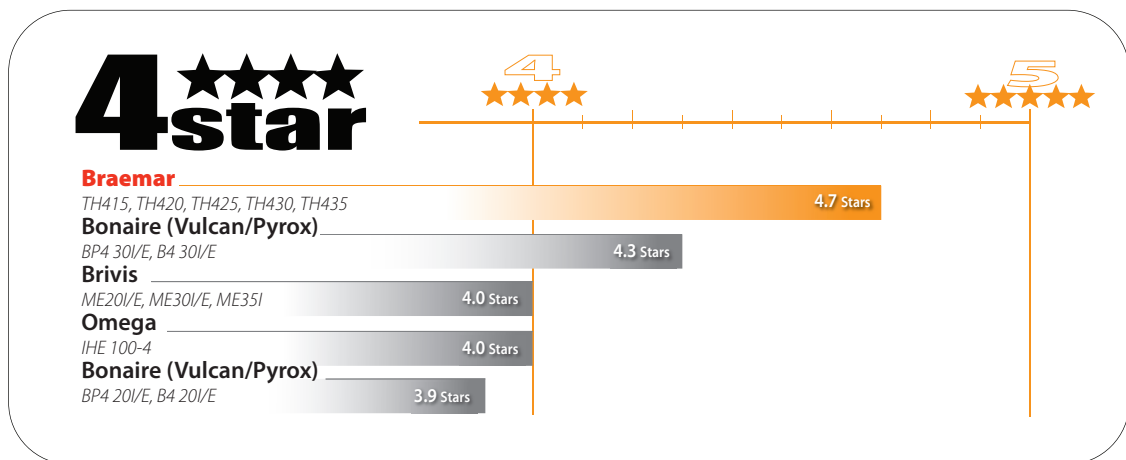 4 star
4
5
Braemar
TH415, TH420, TH425, TH430, TH435
4.7 Stars
Bonaire (Vulcan/Pyrox)
BP4 30I/E, B4 30I/E
4.3 Stars
Brivis
ME20I/E, ME30I/E, ME35I
4.0 Stars
Omega
IHE 100-4
4.0 Stars
Bonaire (Vulcan/Pyrox)
BP4 20I/E, B4 20I/E
3.9 Stars